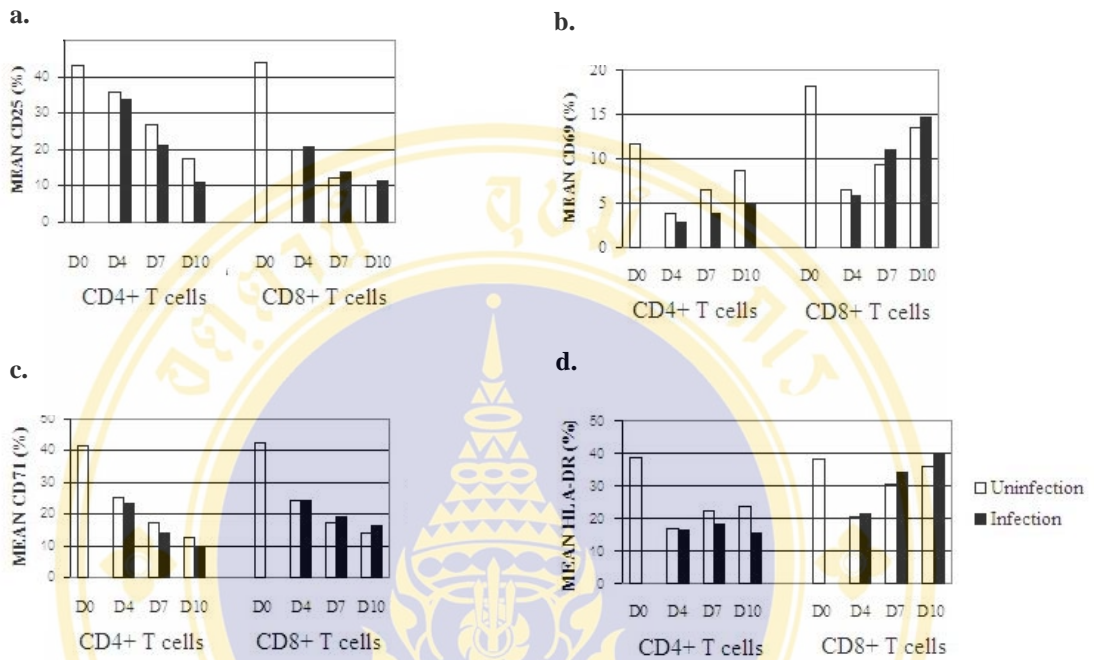 a.
MEAN CD25 (%)
40
30
20
10
0
D0 D4 D7 D10 D0 D4 D7 D10
CD4+ T cells CD8+ T cells
b.
MEAN CD69 (%)
20
15
10
5
0
D0 D4 D7 D10 D0 D4 D7 D10
CD4+ T cells CD8+ T cells
c.
MEAN CD71 (%)
50
40
30
20
10
0
D0 D4 D7 D10 D0 D4 D7 D10
CD4+ T cells CD8+ T cells
d.
MEAN HLA-DR (%)
50
40
30
20
10
0
D0 D4 D7 D10 D0 D4 D7 D10
CD4+ T cells CD8+ T cells
Uninfection
Infection